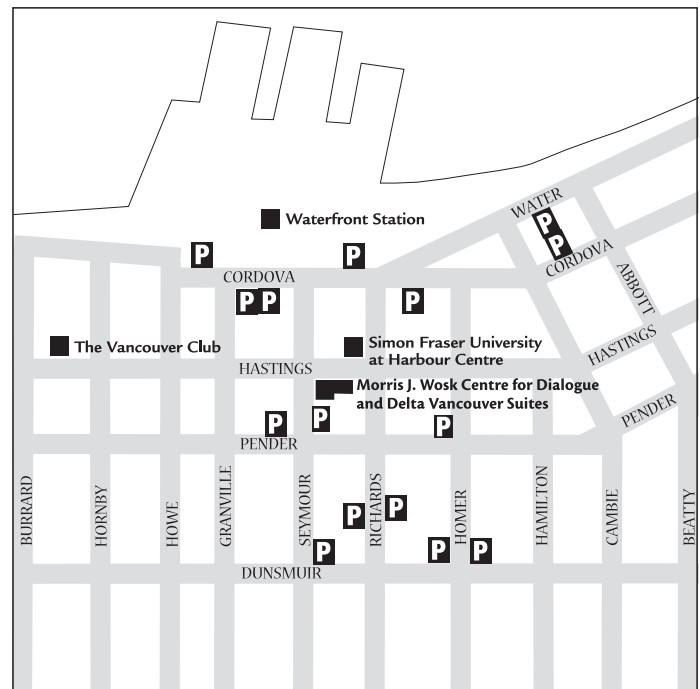 WATER
Waterfront Station
P
P
P
P
CORDOVA
CORDOVA
ABBOTT
P P
P
The Vancouver Club
Simon Fraser University
at Harbour Centre
HASTINGS
HASTINGS
Morris J. Wosk Centre for Dialogue
and Delta Vancouver Suites
PENDER
P
P
P
PENDER
BURRARD
HORNBY
HOWE
GRANVILLE
SEYMOUR
RICHARDS
HOMER
HAMILTON
CAMBIE
BEATTY
P
P
P
P
P
DUNSMUIR